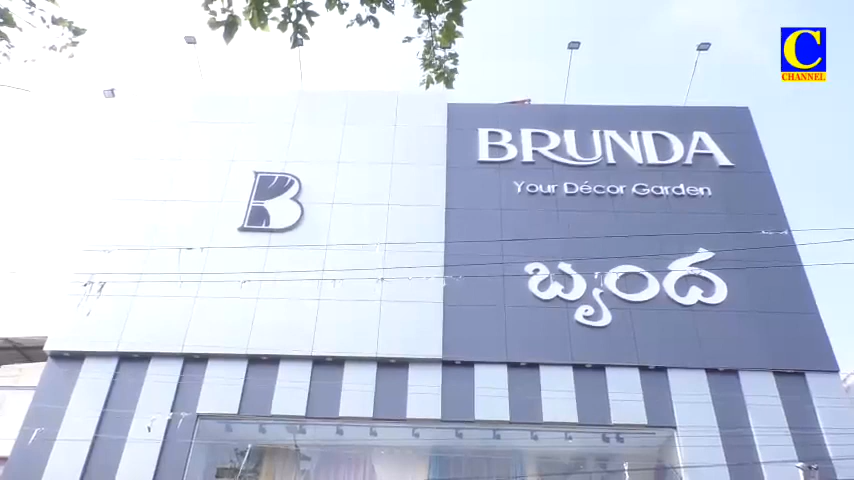 C
CHANNEL
BRUNDA
Your Décor Garden
B
బృందా